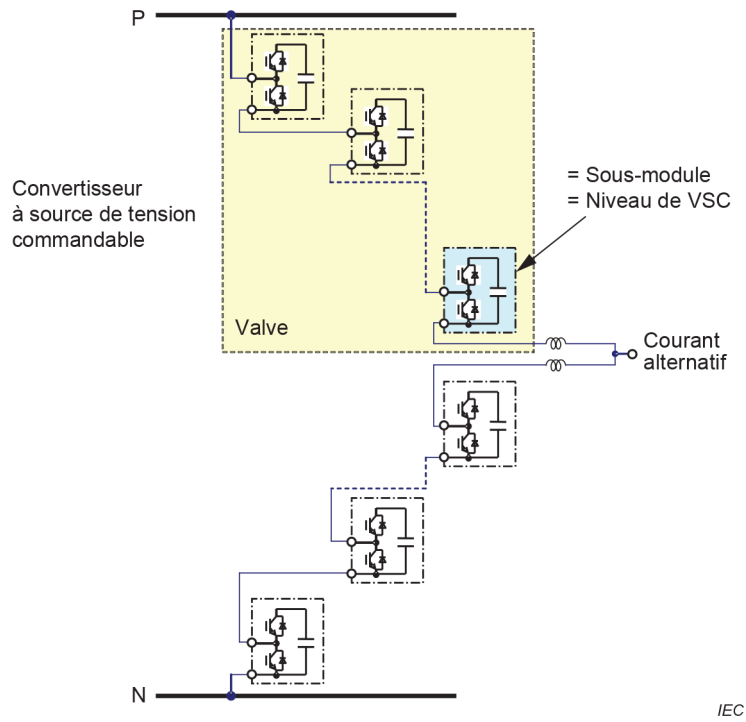 P
Convertisseur
à source de tension
commandable
= Sous-module
= Niveau de VSC
Valve
Courant
alternatif
N
IEC